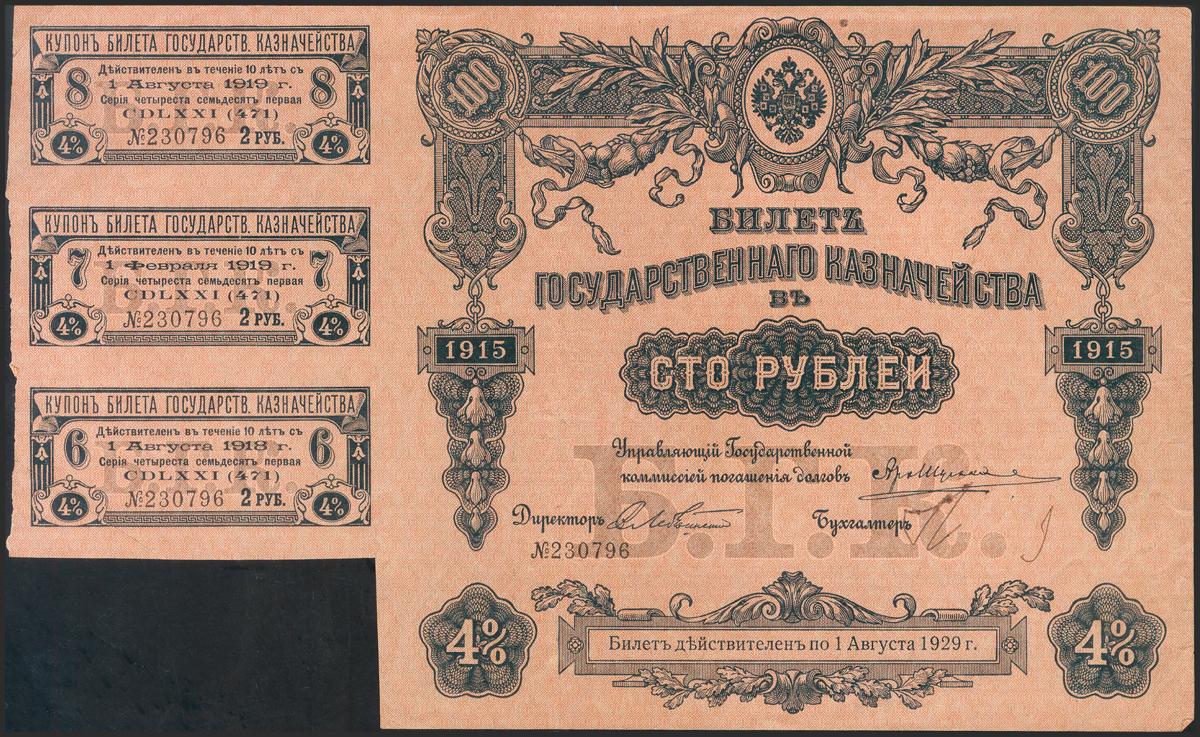 КУПОНЪ БИЛЕТА ГОСУДАРСТВ. КАЗНАЧЕЙСТВА
8 Дѣйствителенъ въ теченіе 10 лѣтъ съ 8
1 Августа 1919 г.
Серія четыреста семьдесятъ первая
CDLXXI (471)
4% №230796 2 РУБ. 4%
КУПОНЪ БИЛЕТА ГОСУДАРСТВ. КАЗНАЧЕЙСТВА
7 Дѣйствителенъ въ теченіе 10 лѣтъ съ 7
1 Февраля 1919 г.
Серія четыреста семьдесятъ первая
CDLXXI (471)
4% №230796 2 РУБ. 4%
КУПОНЪ БИЛЕТА ГОСУДАРСТВ. КАЗНАЧЕЙСТВА
6 Дѣйствителенъ въ теченіе 10 лѣтъ съ 6
1 Августа 1918 г.
Серія четыреста семьдесятъ первая
CDLXXI (471)
4% №230796 2 РУБ. 4%
100 100
БИЛЕТЪ
ГОСУДАРСТВЕННАГО КАЗНАЧЕЙСТВА
ВЪ
1915 1915
СТО РУБЛЕЙ
Управляющій Государственной
коммиссіей погашенія долговъ
Б.Г.К.
Директоръ Бухгалтеръ
№230796
4% Билетъ дѣйствителенъ по 1 Августа 1929 г. 4%